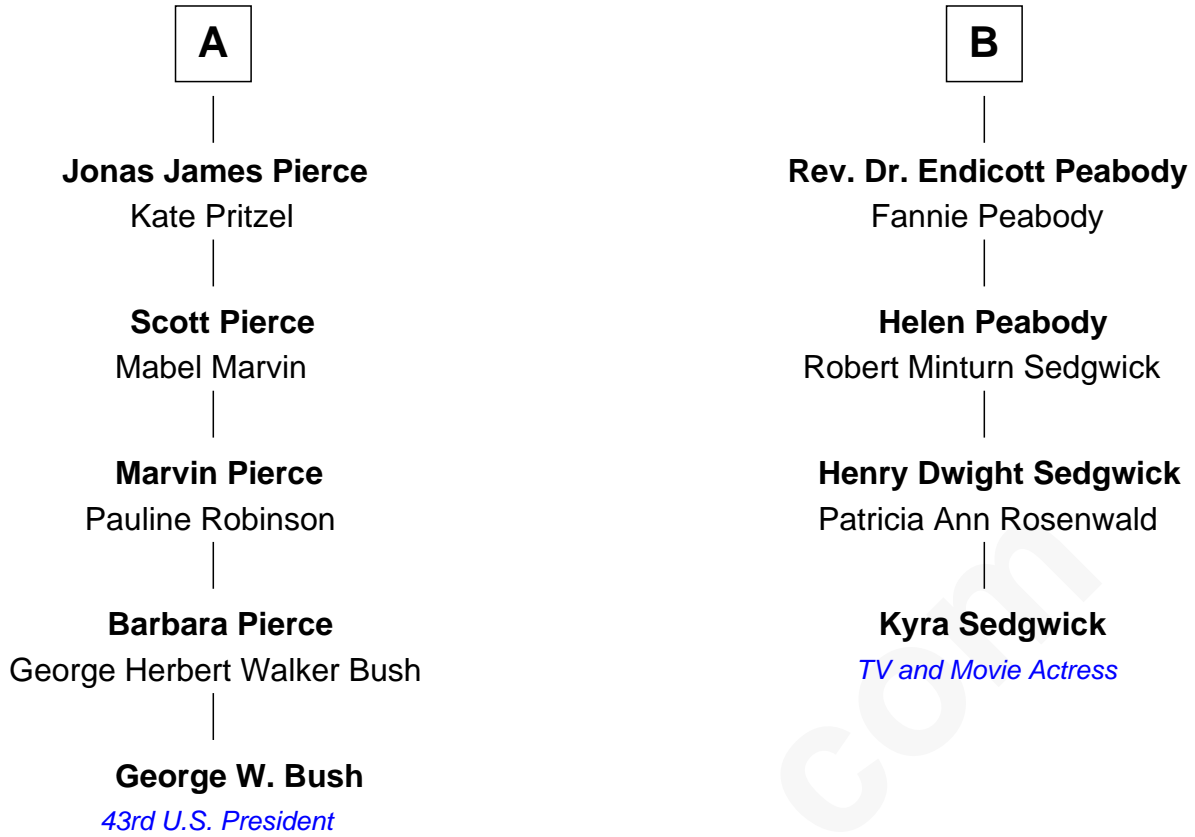 A
Jonas James Pierce
Kate Pritzel
Scott Pierce
Mabel Marvin
Marvin Pierce
Pauline Robinson
Barbara Pierce
George Herbert Walker Bush
George W. Bush
43rd U.S. President
B
Rev. Dr. Endicott Peabody
Fannie Peabody
Helen Peabody
Robert Minturn Sedgwick
Henry Dwight Sedgwick
Patricia Ann Rosenwald
Kyra Sedgwick
TV and Movie Actress
com